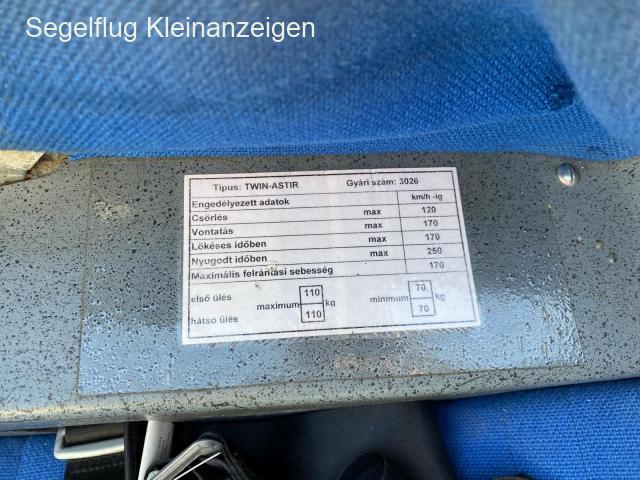 Segelflug Kleinanzeigen
Tipus: TWIN-ASTIR Gyári szám: 3026
Engedélyezett adatok km/h -ig
Csörlés max 120
Vontatás max 170
Lökéses időben max 170
Nyugodt időben max 250
Maximális felrántási sebesség 170
első ülés maximum 110 kg minimum 70 kg
hátsó ülés 110 70